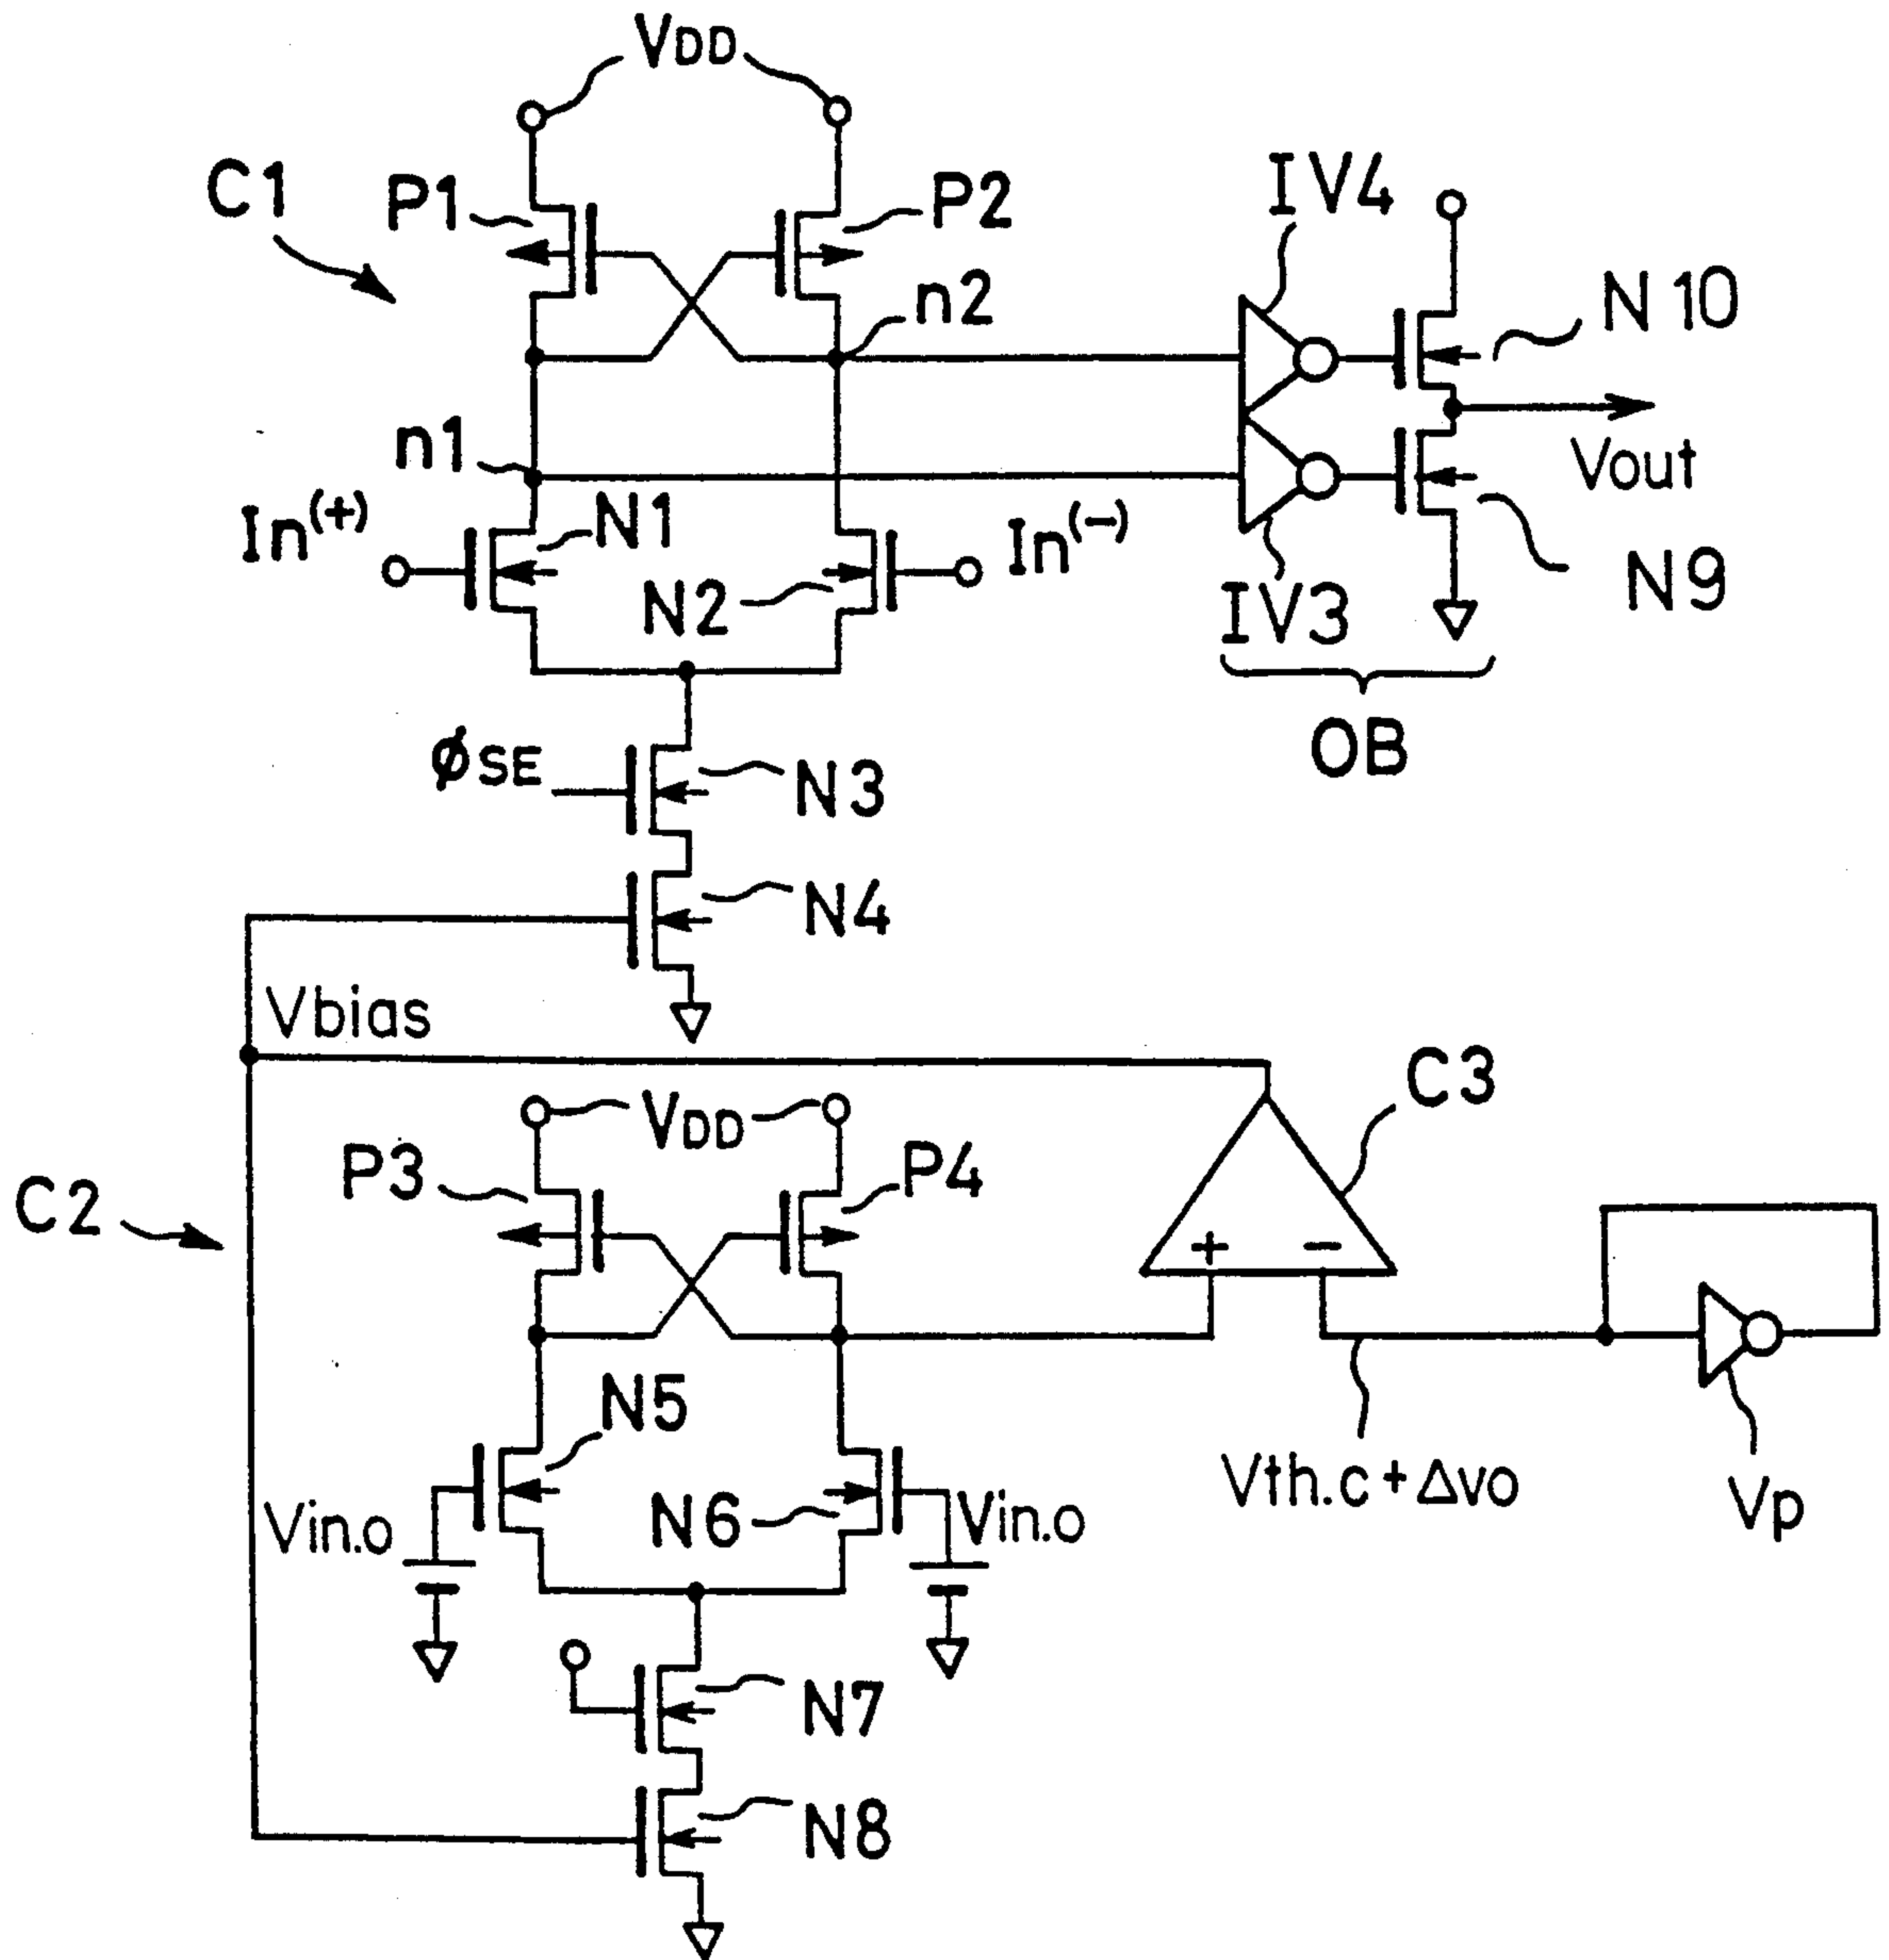 VDD
C1
P1
P2
IV4
n2
N10
n1
Vout
In(+)
N1
In(-)
N2
IV3
N9
OB
φSE
N3
N4
Vbias
C3
VDD
P3
P4
C2
+
-
N5
Vin.o
N6
Vin.o
Vth.c+Δvo
Vp
N7
N8